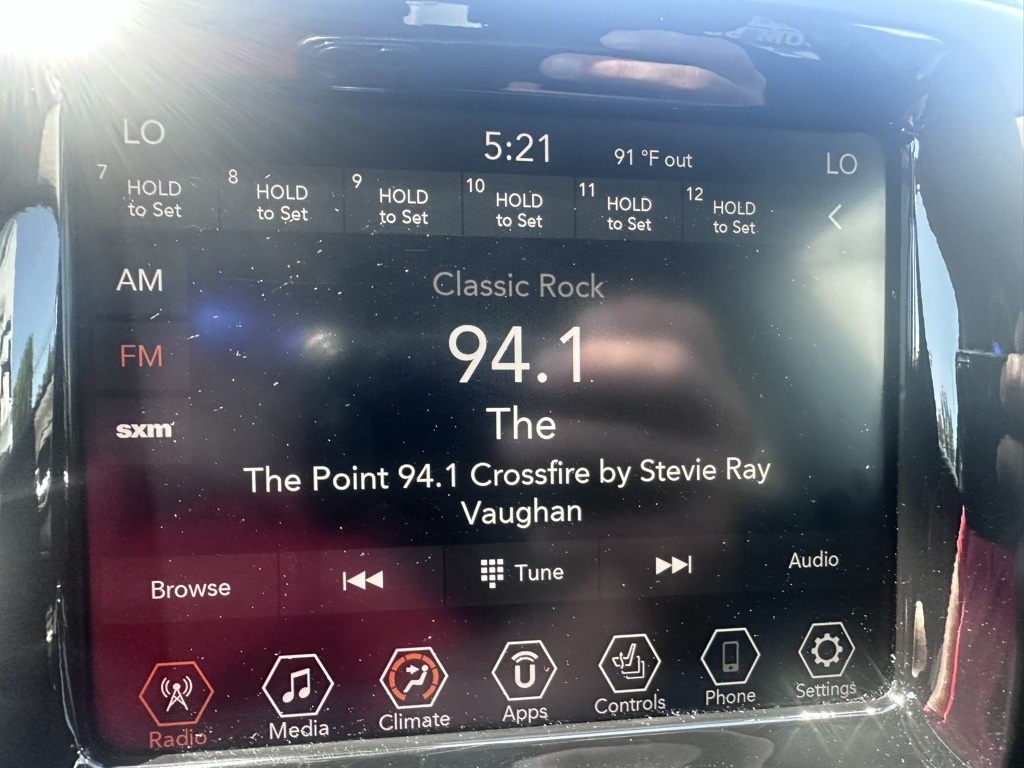 LO
5:21
91 °F out
LO
7 HOLD to Set
8 HOLD to Set
9 HOLD to Set
10 HOLD to Set
11 HOLD to Set
12 HOLD to Set
AM
FM
sxm
Classic Rock
94.1
The
The Point 94.1 Crossfire by Stevie Ray
Vaughan
Browse
Tune
Audio
Radio
Media
Climate
Apps
Controls
Phone
Settings